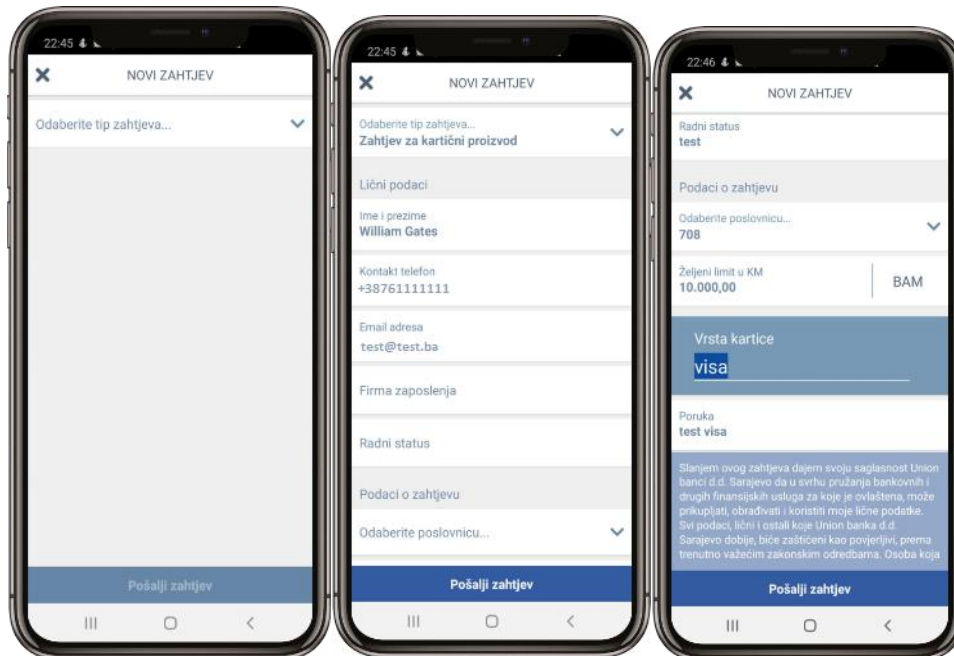 22:45
NOVI ZAHTJEV
Odaberite tip zahtjeva...
Pošalji zahtjev
22:45
NOVI ZAHTJEV
Odaberite tip zahtjeva...
Zahtjev za kartični proizvod
Lični podaci
Ime i prezime
William Gates
Kontakt telefon
+38761111111
Email adresa
test@test.ba
Firma zaposlenja
Radni status
Podaci o zahtjevu
Odaberite poslovnicu...
Pošalji zahtjev
22:46
NOVI ZAHTJEV
Radni status
test
Podaci o zahtjevu
Odaberite poslovnicu...
708
Željeni limit u KM
10.000,00
BAM
Vrsta kartice
visa
Poruka
test visa
Slanjem ovog zahtjeva dajem svoju saglasnost Union
banci d.d. Sarajevo da u svrhu pružanja bankovnih i
drugih finansijskih usluga za koje je ovlaštena, može
prikupljati, obrađivati i koristiti moje lične podatke.
Svi podaci, lični i ostali koje Union banka d.d.
Sarajevo dobije, biće zaštićeni kao povjerljivi, prema
trenutno važećim zakonskim odredbama. Osoba koja
Pošalji zahtjev